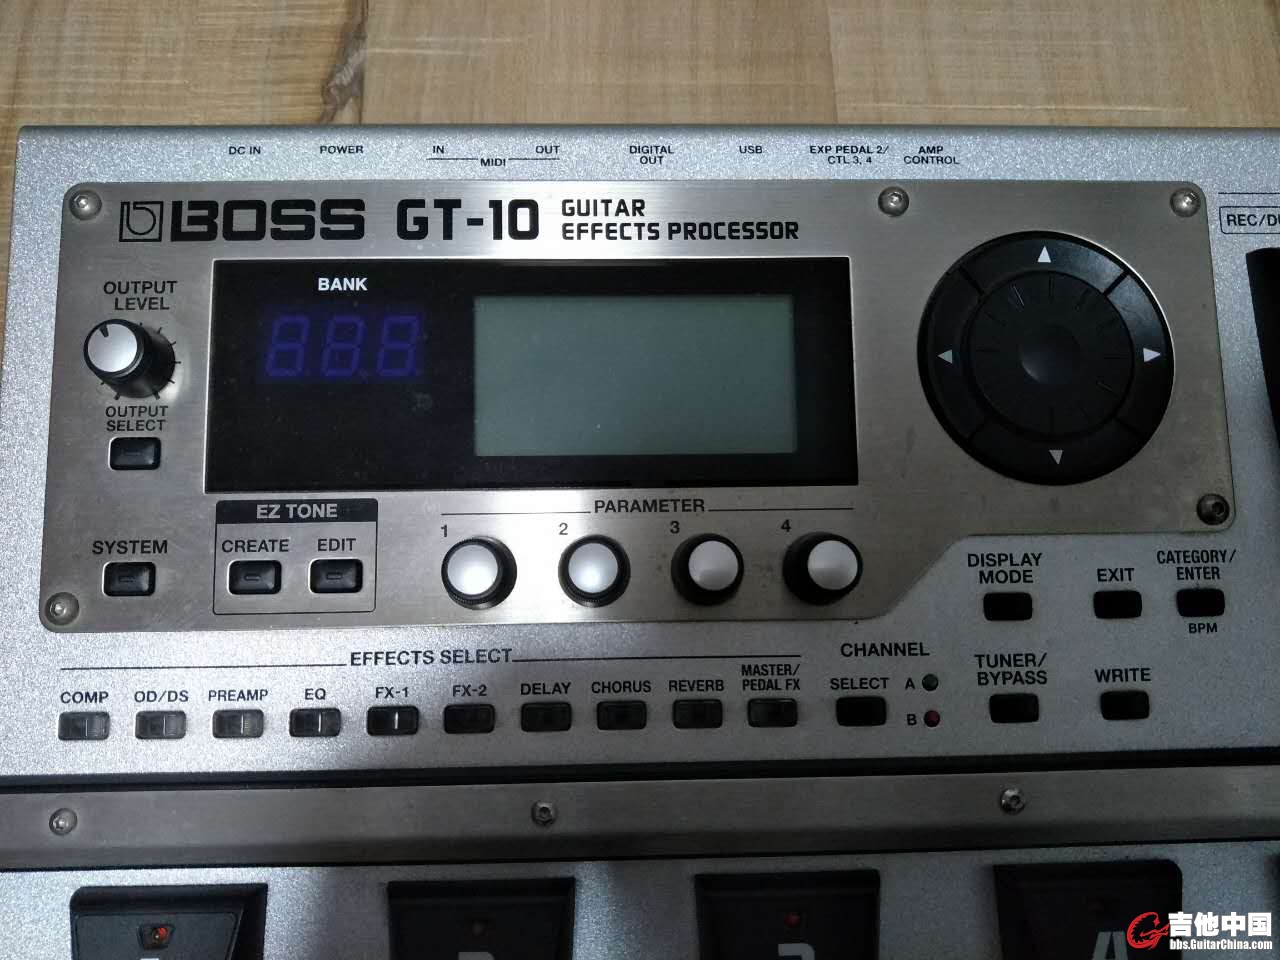 DC IN
POWER
IN
OUT
MIDI
DIGITAL
OUT
USB
EXP PEDAL 2/
CTL 3, 4
AMP
CONTROL
BOSS GT-10 GUITAR
EFFECTS PROCESSOR
REC/D
OUTPUT
LEVEL
BANK
888
OUTPUT
SELECT
PARAMETER
1
2
3
4
EZ TONE
CREATE
EDIT
SYSTEM
DISPLAY
MODE
EXIT
CATEGORY/
ENTER
BPM
EFFECTS SELECT
COMP
OD/DS
PREAMP
EQ
FX-1
FX-2
DELAY
CHORUS
REVERB
MASTER/
PEDAL FX
CHANNEL
SELECT
A
B
TUNER/
BYPASS
WRITE
吉他中国
bbs.GuitarChina.com